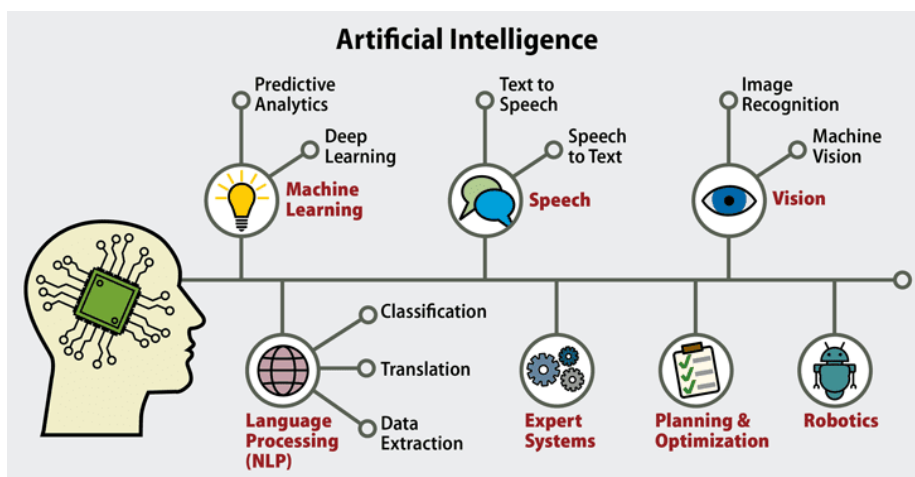 Artificial Intelligence
Predictive
Analytics
Deep
Learning
Machine
Learning
Text to
Speech
Speech
to Text
Speech
Image
Recognition
Machine
Vision
Vision
Classification
Translation
Data
Extraction
Language
Processing
(NLP)
Expert
Systems
Planning &
Optimization
Robotics